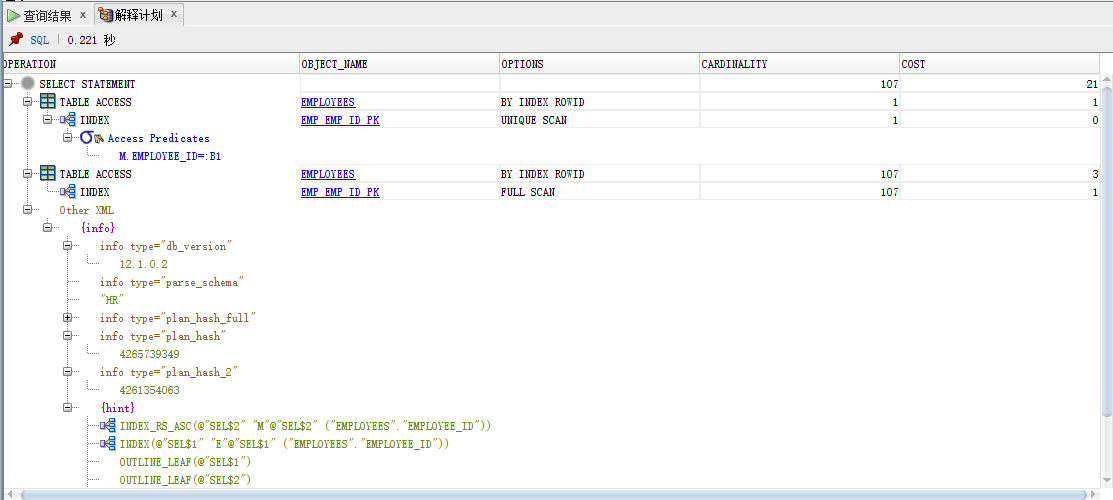 查询结果 x 解释计划 x
SQL | 0.221 秒
OPERATION OBJECT_NAME OPTIONS CARDINALITY COST
SELECT STATEMENT 107 21
TABLE ACCESS EMPLOYEES BY INDEX ROWID 1 1
INDEX EMP_EMP_ID_PK UNIQUE SCAN 1 0
Access Predicates
M.EMPLOYEE_ID=:B1
TABLE ACCESS EMPLOYEES BY INDEX ROWID 107 3
INDEX EMP_EMP_ID_PK FULL SCAN 107 1
Other XML
{info}
info type="db_version"
12.1.0.2
info type="parse_schema"
"HR"
info type="plan_hash_full"
info type="plan_hash"
4265739349
info type="plan_hash_2"
4261354063
{hint}
INDEX_RS_ASC(@"SEL$2" "M"@"SEL$2" ("EMPLOYEES"."EMPLOYEE_ID"))
INDEX(@"SEL$1" "E"@"SEL$1" ("EMPLOYEES"."EMPLOYEE_ID"))
OUTLINE_LEAF(@"SEL$1")
OUTLINE_LEAF(@"SEL$2")